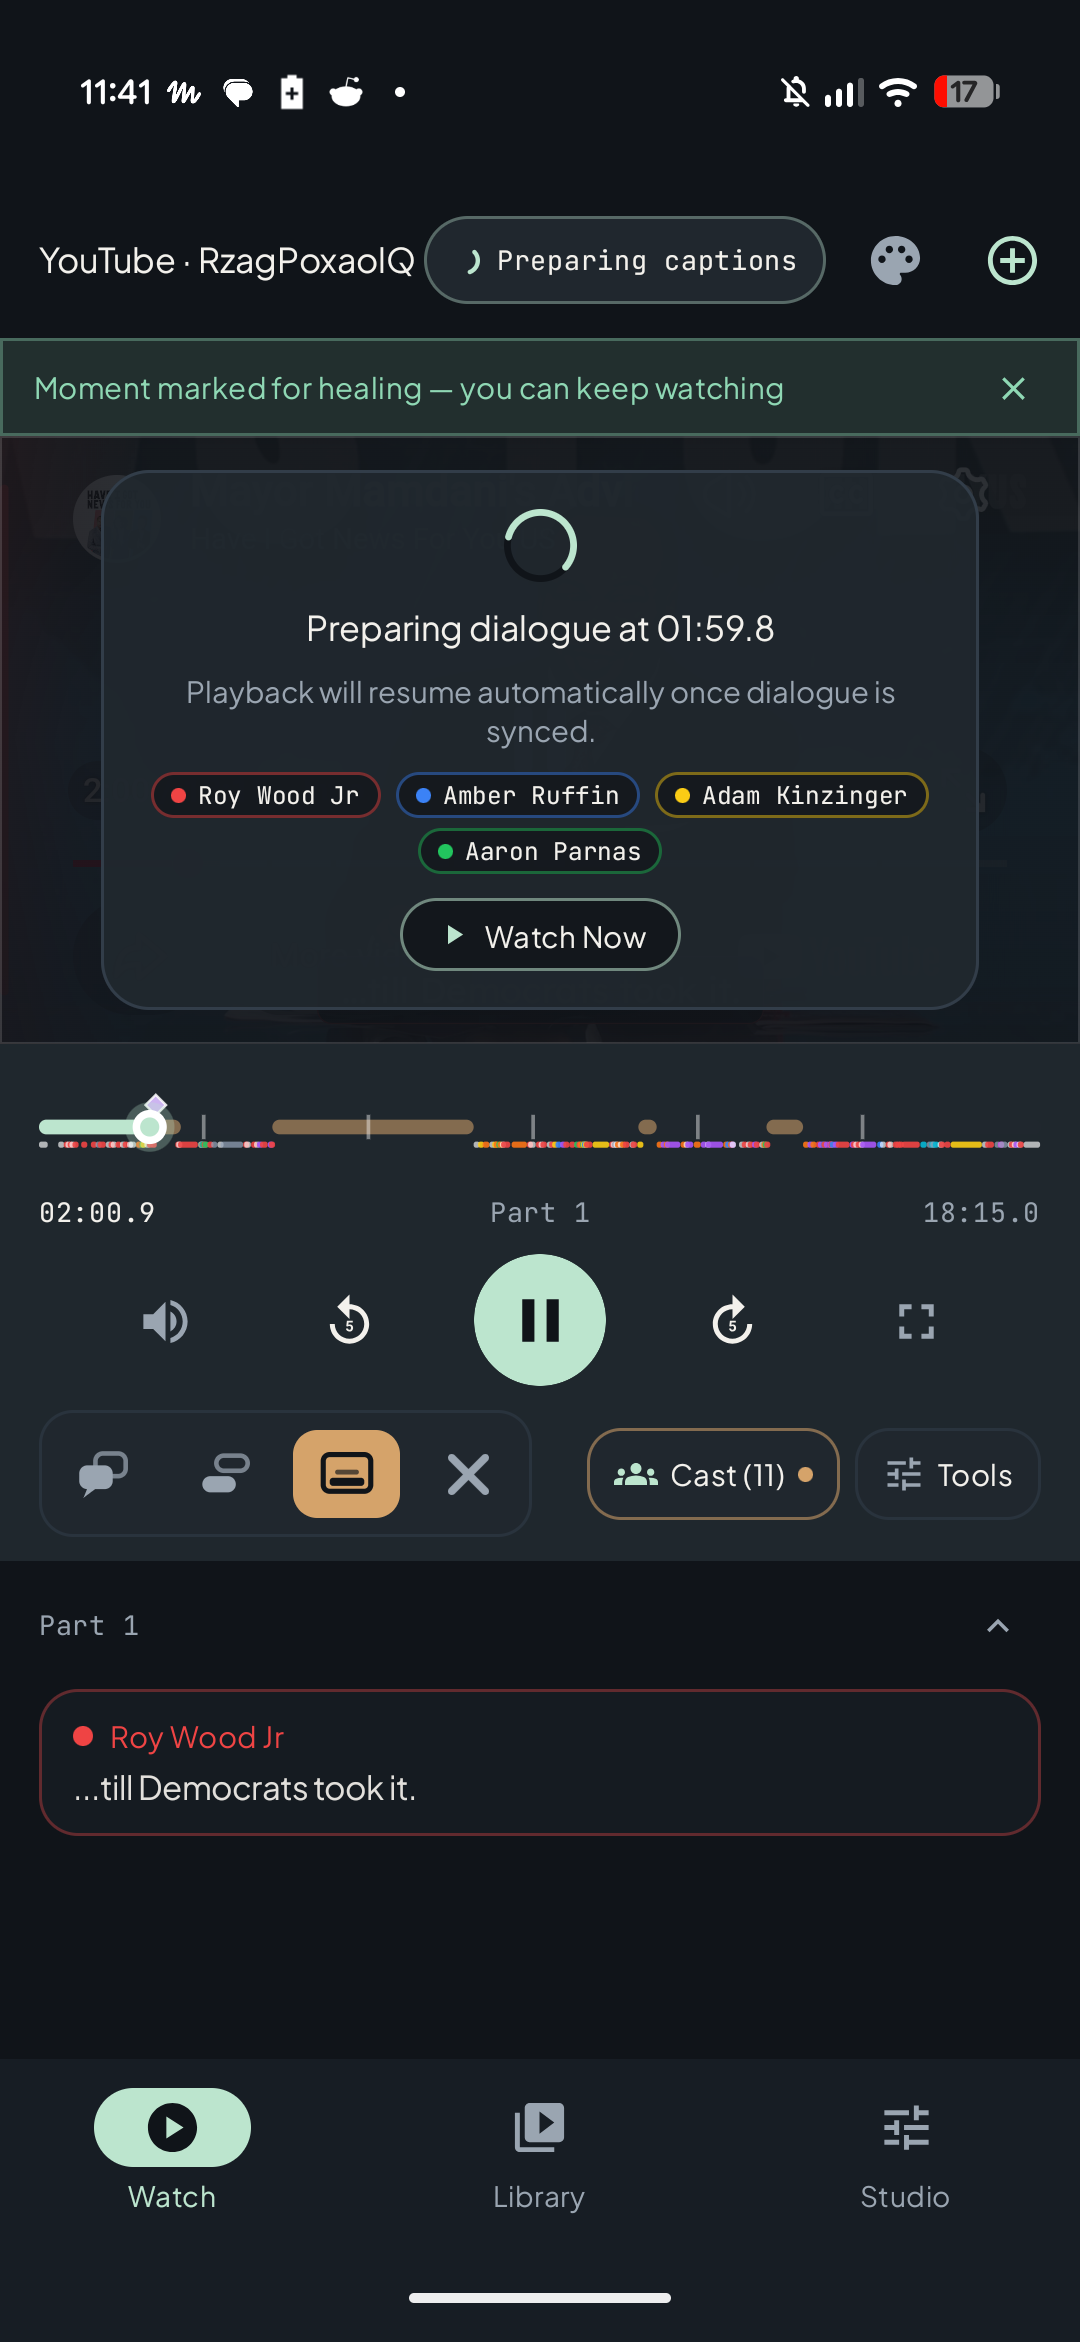 11:41
17
YouTube · RzagPoxaoIQ
Preparing captions
Moment marked for healing — you can keep watching
Preparing dialogue at 01:59.8
Playback will resume automatically once dialogue is
synced.
Roy Wood Jr
Amber Ruffin
Adam Kinzinger
Aaron Parnas
Watch Now
02:00.9
Part 1
18:15.0
5
5
Cast (11)
Tools
Part 1
Roy Wood Jr
...till Democrats took it.
Watch
Library
Studio